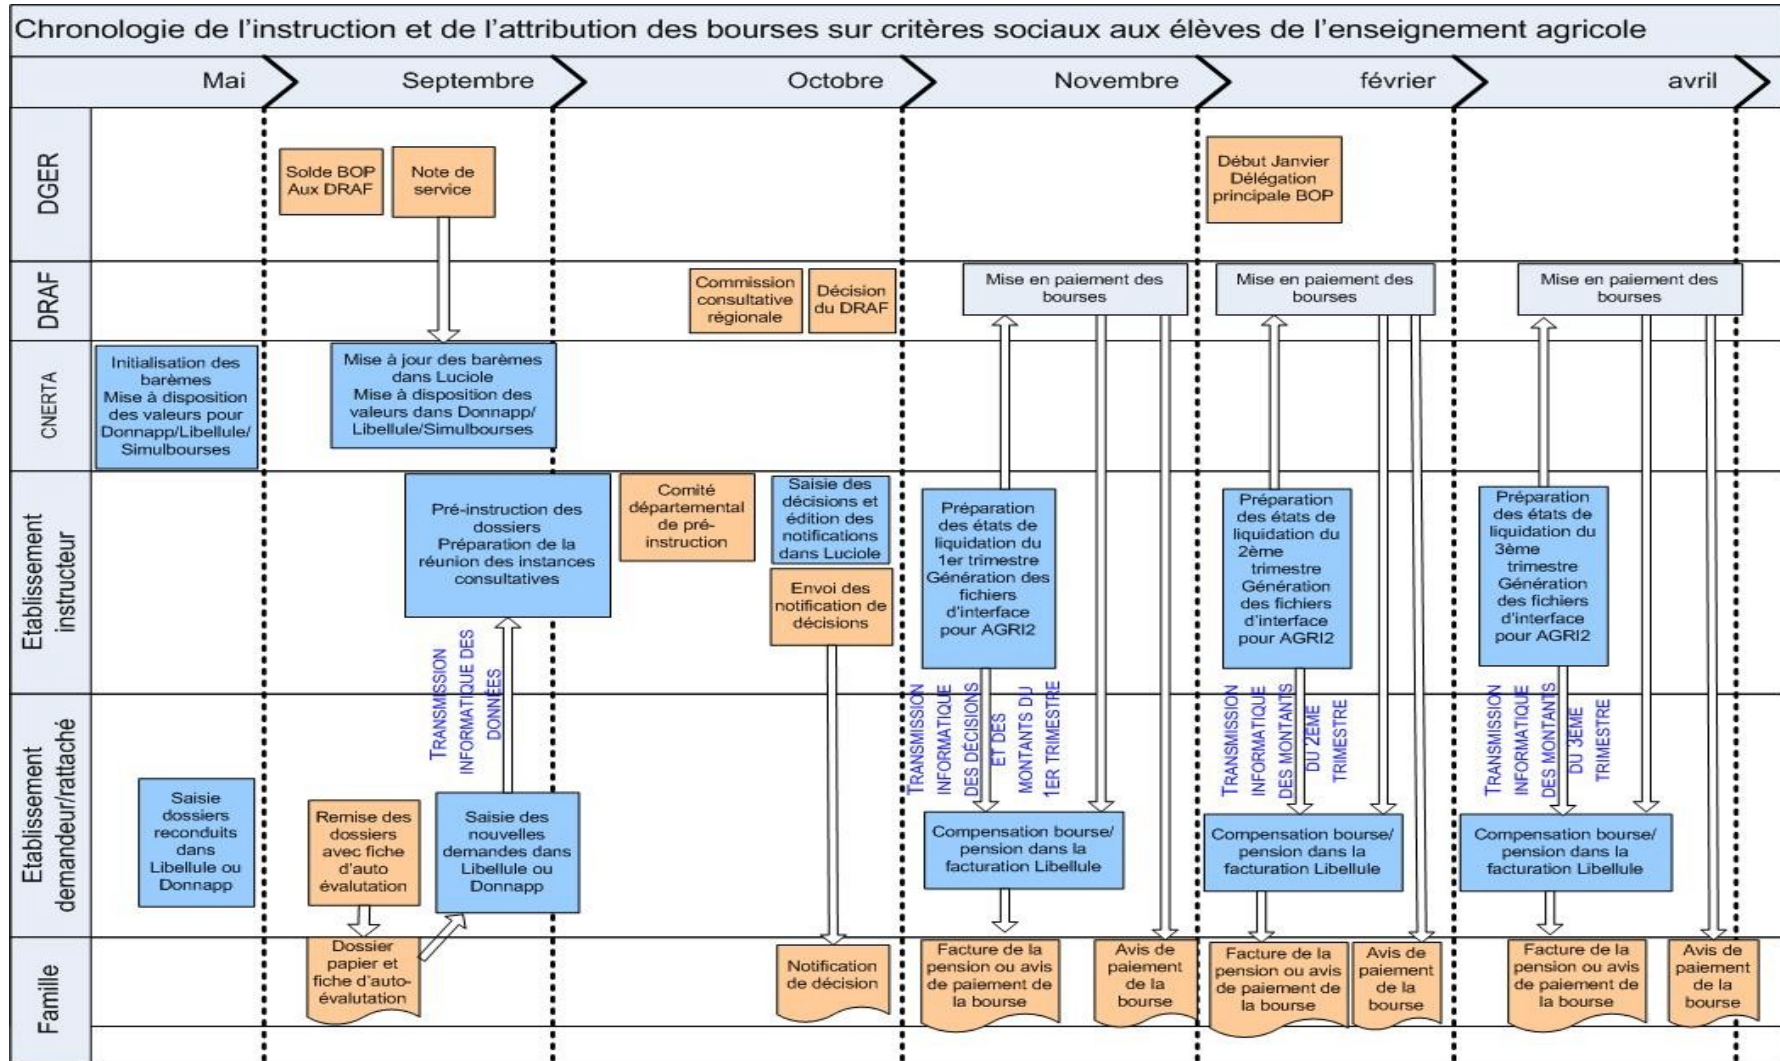 Chronologie de l'instruction et de l'attribution des bourses sur critères sociaux aux élèves de l'enseignement agricole
Mai
Septembre
Octobre
Novembre
février
avril
DGER
Solde BOP
Aux DRAF
Note de
service
Début Janvier
Délégation
principale BOP
DRAF
Commission
consultative
régionale
Décision
du DRAF
Mise en paiement des
bourses
Mise en paiement des
bourses
Mise en paiement des
bourses
CNERTA
Initialisation des
barèmes
Mise à disposition
des valeurs pour
Donnapp/Libellule/
Simulbourses
Mise à jour des barèmes
dans Luciole
Mise à disposition des
valeurs dans Donnapp/
Libellule/Simulbourses
Etablissement
instructeur
Pré-instruction des
dossiers
Préparation de la
réunion des instances
consultatives
Comité
départemental
de pré-
instruction
Saisie des
décisions et
édition des
notifications
dans Luciole
Envoi des
notification de
décisions
Préparation
des états de
liquidation du
1er trimestre
Génération des
fichiers
d'interface
pour AGRI2
Préparation
des états de
liquidation du
2ème
trimestre
Génération
des fichiers
d'interface
pour AGRI2
Préparation
des états de
liquidation du
3ème
trimestre
Génération
des fichiers
d'interface
pour AGRI2
TRANSMISSION
INFORMATIQUE DES
DONNÉES
TRANSMISSION
INFORMATIQUE
DES DÉCISIONS
ET DES
MONTANTS DU
1ER TRIMESTRE
TRANSMISSION
INFORMATIQUE
DES MONTANTS
DU 2ÈME
TRIMESTRE
TRANSMISSION
INFORMATIQUE
DES MONTANTS
DU 3ÈME
TRIMESTRE
Etablissement
demandeur/rattaché
Saisie
dossiers
reconduits
dans
Libellule ou
Donnapp
Remise des
dossiers
avec fiche
d'auto
évalutation
Saisie des
nouvelles
demandes dans
Libellule ou
Donnapp
Compensation bourse/
pension dans la
facturation Libellule
Compensation bourse/
pension dans la
facturation Libellule
Compensation bourse/
pension dans la
facturation Libellule
Famille
Dossier
papier et
fiche d'auto-
évalutation
Notification
de décision
Facture de la
pension ou avis
de paiement de
la bourse
Avis de
paiement
de la
bourse
Facture de la
pension ou avis
de paiement de
la bourse
Avis de
paiement
de la
bourse
Facture de la
pension ou avis
de paiement de
la bourse
Avis de
paiement
de la
bourse